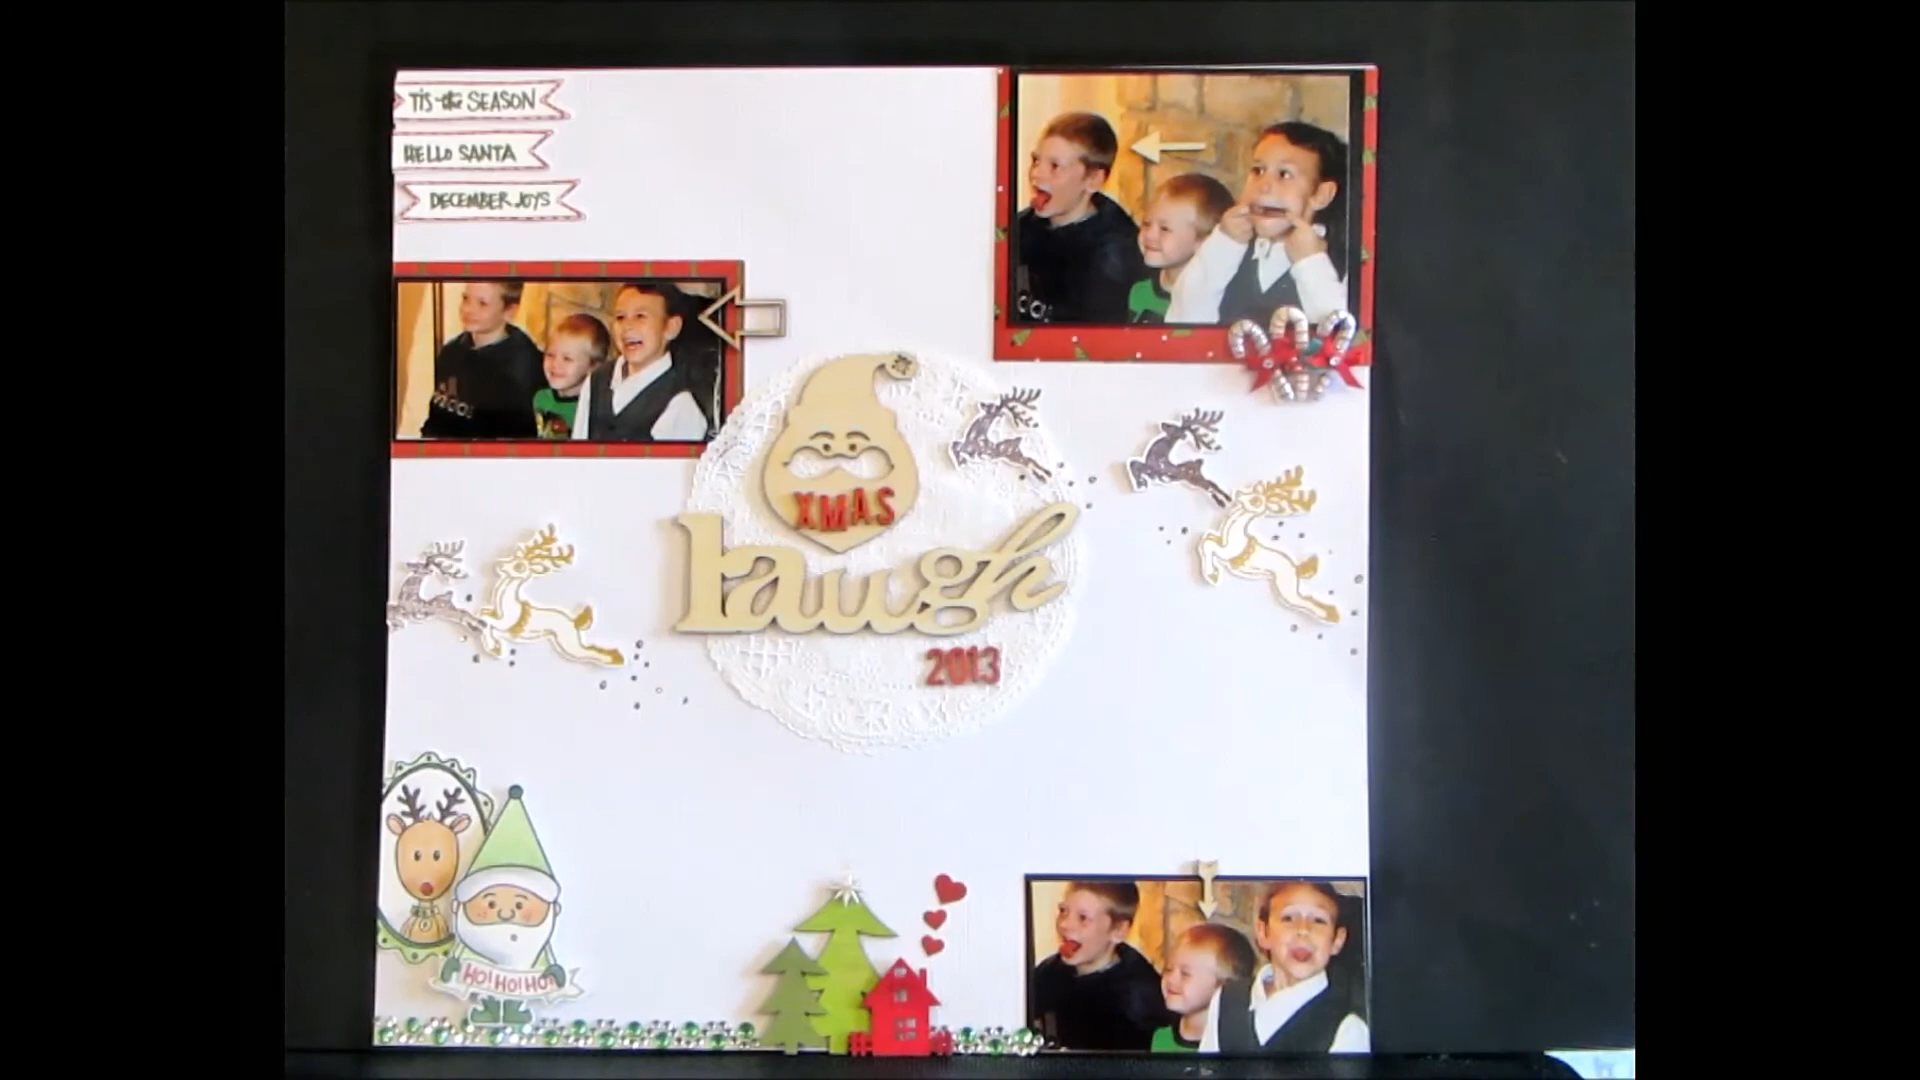 TIS the SEASON
HELLO SANTA
DECEMBER JOYS
XMAS
laugh
2013
HO! HO! HO!